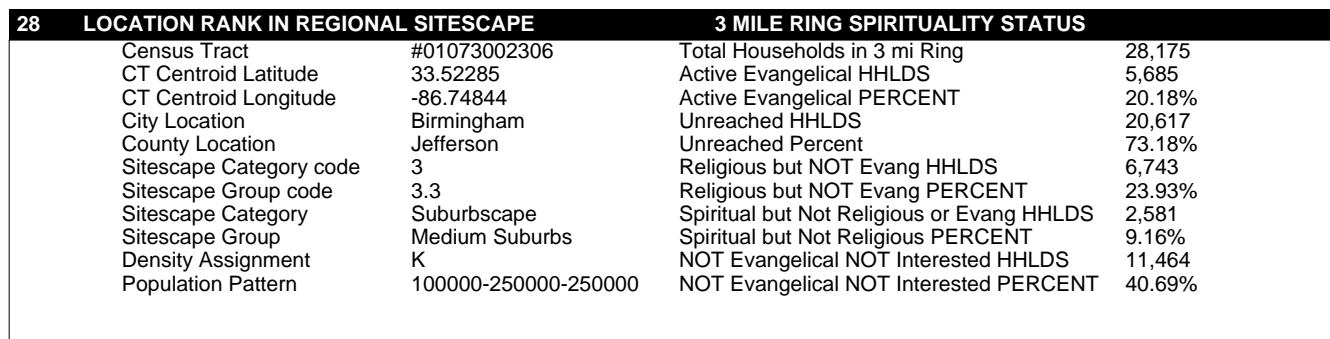 28 LOCATION RANK IN REGIONAL SITESCAPE 3 MILE RING SPIRITUALITY STATUS
Census Tract #01073002306 Total Households in 3 mi Ring 28,175
CT Centroid Latitude 33.52285 Active Evangelical HHLDS 5,685
CT Centroid Longitude -86.74844 Active Evangelical PERCENT 20.18%
City Location Birmingham Unreached HHLDS 20,617
County Location Jefferson Unreached Percent 73.18%
Sitescape Category code 3 Religious but NOT Evang HHLDS 6,743
Sitescape Group code 3.3 Religious but NOT Evang PERCENT 23.93%
Sitescape Category Suburbscape Spiritual but Not Religious or Evang HHLDS 2,581
Sitescape Group Medium Suburbs Spiritual but Not Religious PERCENT 9.16%
Density Assignment K NOT Evangelical NOT Interested HHLDS 11,464
Population Pattern 100000-250000-250000 NOT Evangelical NOT Interested PERCENT 40.69%